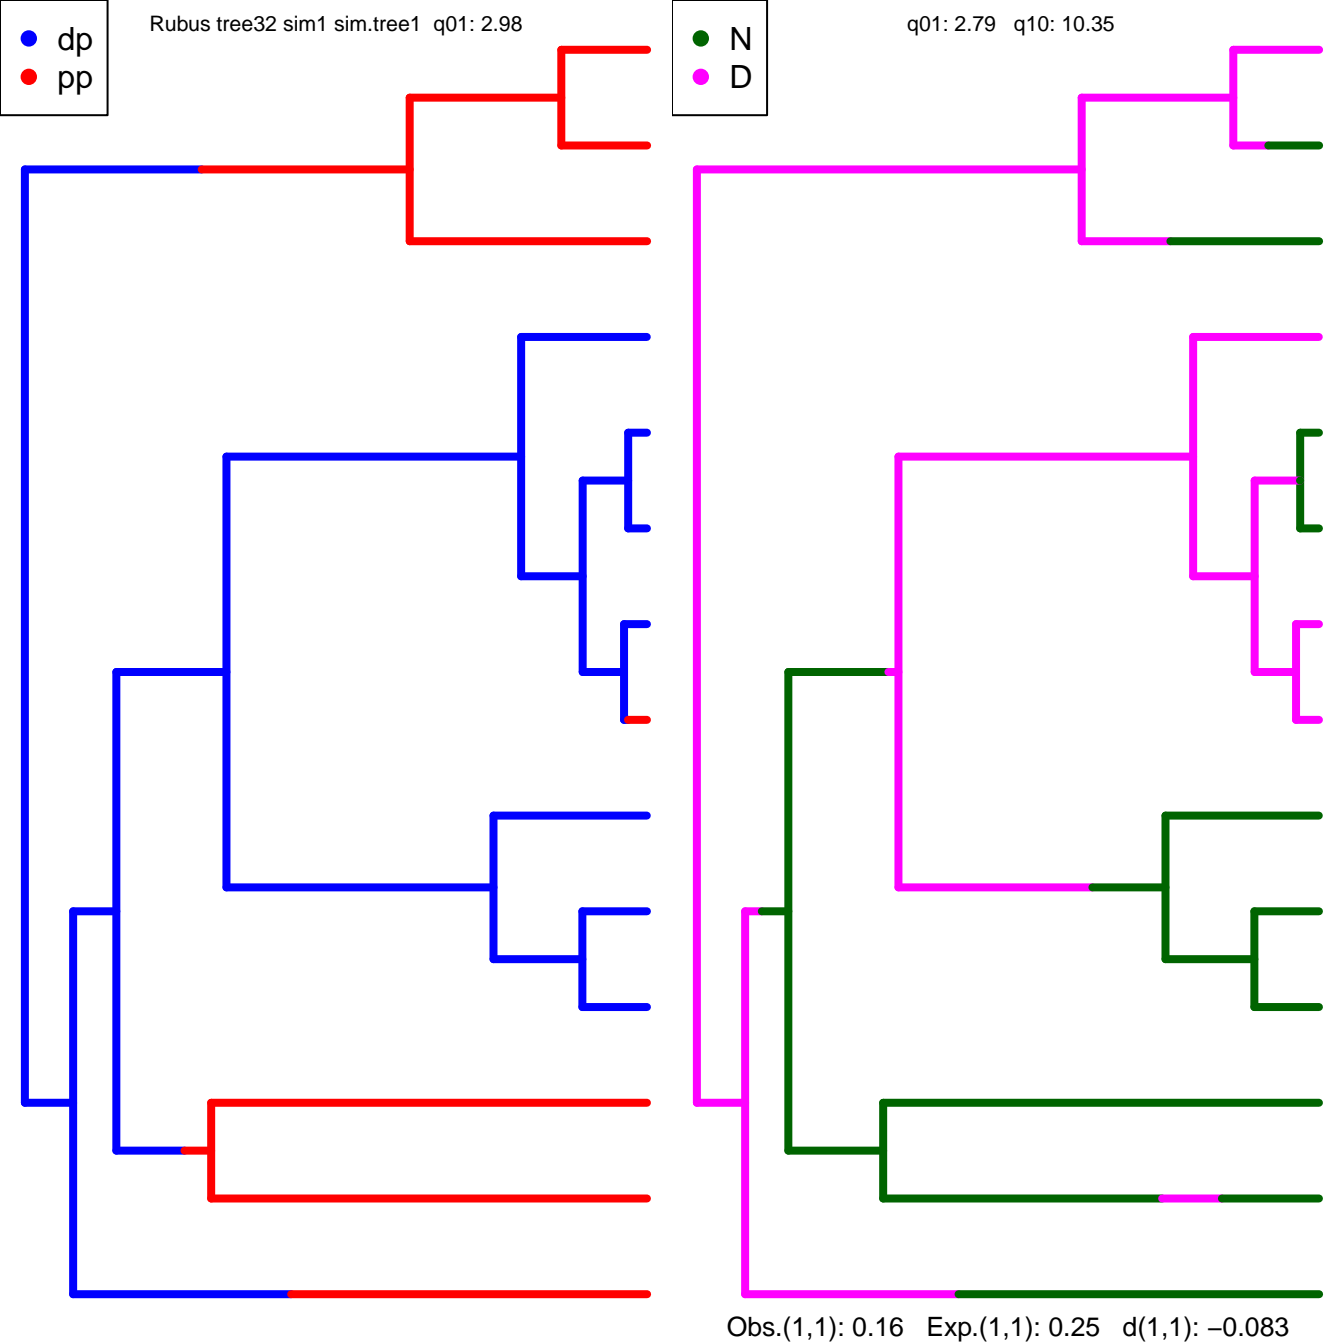 dp
pp
Rubus tree32 sim1 sim.tree1 q01: 2.98
N
D
q01: 2.79 q10: 10.35
Obs.(1,1): 0.16 Exp.(1,1): 0.25 d(1,1): −0.083